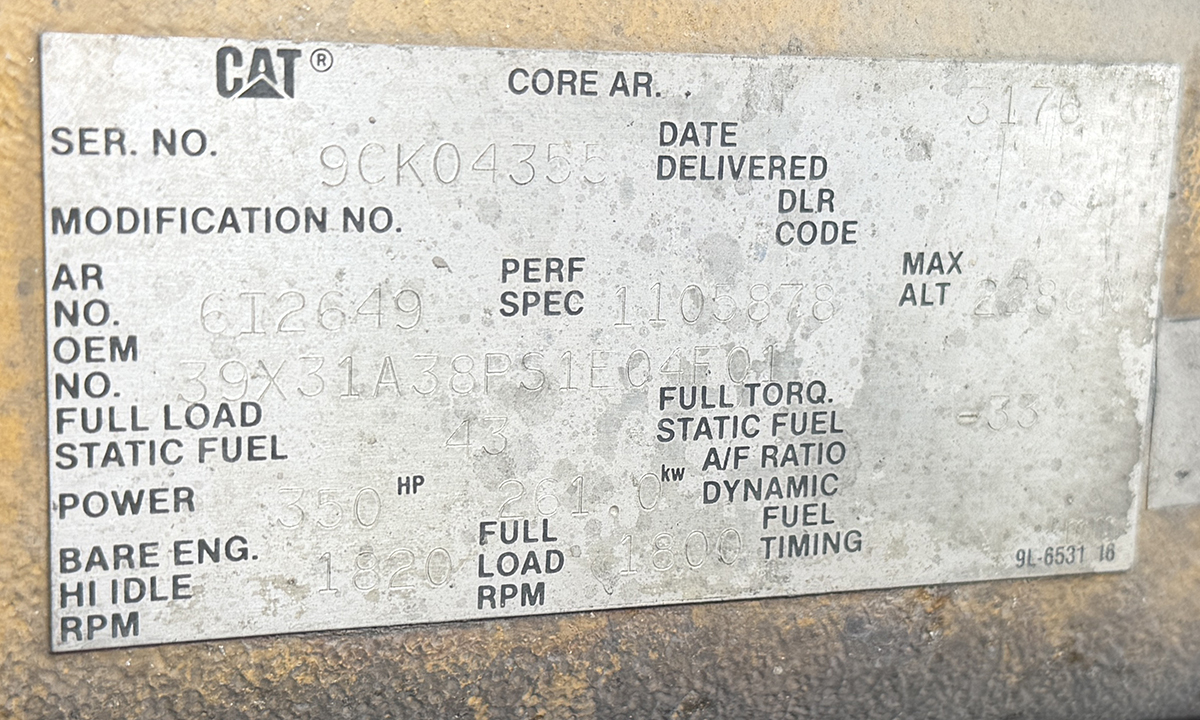 CAT ®
CORE AR. 3176
SER. NO. 9CK04355
DATE DELIVERED
DLR CODE
MODIFICATION NO.
AR NO. 6I2649
PERF SPEC 1105878
MAX ALT M
OEM NO. 39X31A38PS1E04F01
FULL LOAD STATIC FUEL 43
FULL TORQ. STATIC FUEL -33
A/F RATIO DYNAMIC
POWER 350 HP 261.0 kw
FUEL TIMING
BARE ENG. HI IDLE RPM 1820
FULL LOAD RPM 1800
9L-6531 16